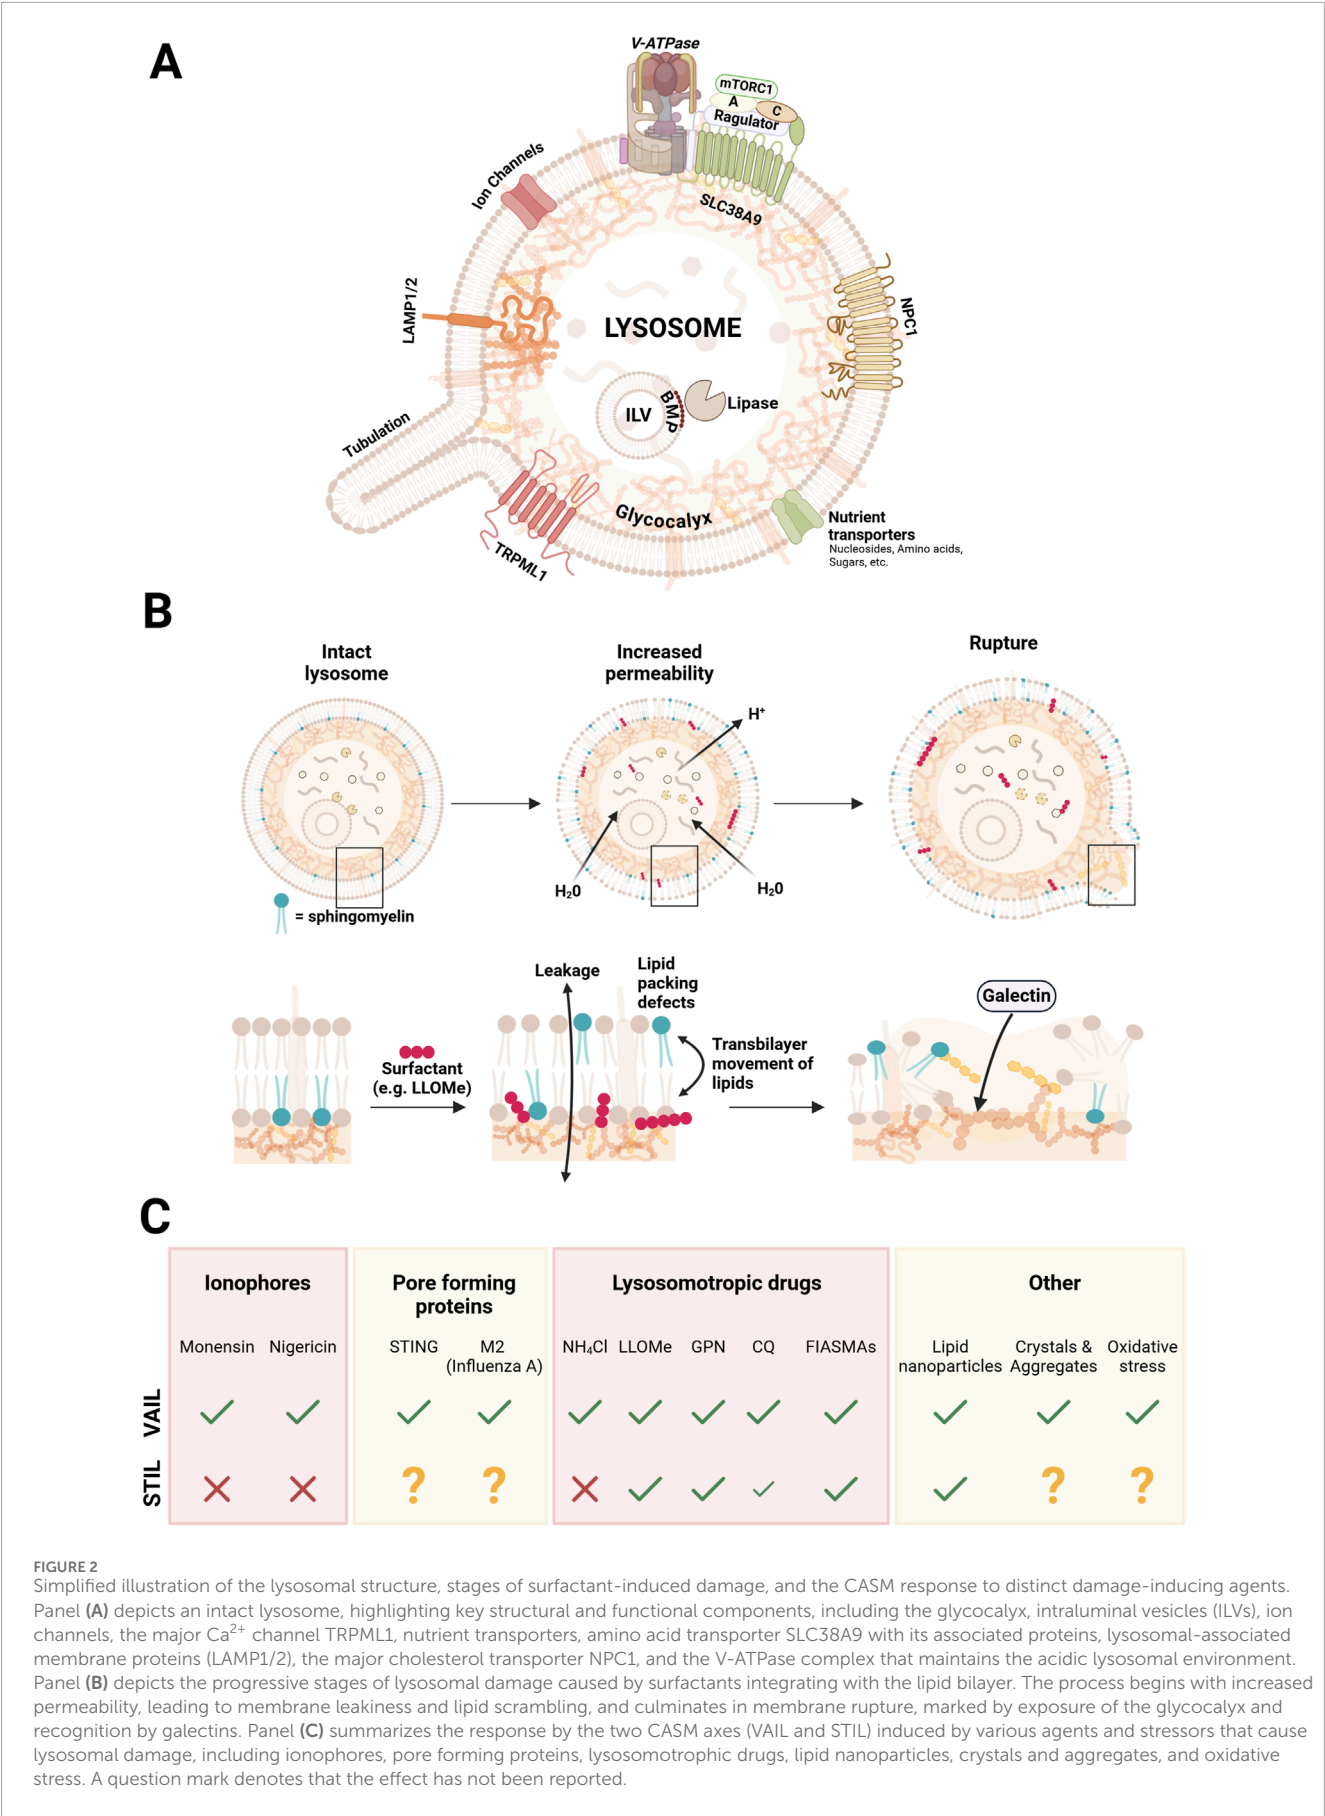 A
V-ATPase
mTORC1
A
C
Ragulator
SLC38A9
Ion Channels
LAMP1/2
NPC1
LYSOSOME
ILV
BMP
Lipase
Tubulation
Glycocalyx
TRPML1
Nutrient
transporters
Nucleosides, Amino acids,
Sugars, etc.
B
Intact
lysosome
Increased
permeability
Rupture
H⁺
H₂0
H₂0
= sphingomyelin
Leakage
Lipid
packing
defects
Galectin
Surfactant
(e.g. LLOMe)
Transbilayer
movement of
lipids
C
Ionophores
Pore forming
proteins
Lysosomotropic drugs
Other
Monensin Nigericin STING M2 NH₄Cl LLOMe GPN CQ FIASMAs Lipid Crystals & Oxidative
(Influenza A) nanoparticles Aggregates stress
VAIL
STIL ? ? ? ?
FIGURE 2
Simplified illustration of the lysosomal structure, stages of surfactant-induced damage, and the CASM response to distinct damage-inducing agents.
Panel (A) depicts an intact lysosome, highlighting key structural and functional components, including the glycocalyx, intraluminal vesicles (ILVs), ion
channels, the major Ca²⁺ channel TRPML1, nutrient transporters, amino acid transporter SLC38A9 with its associated proteins, lysosomal-associated
membrane proteins (LAMP1/2), the major cholesterol transporter NPC1, and the V-ATPase complex that maintains the acidic lysosomal environment.
Panel (B) depicts the progressive stages of lysosomal damage caused by surfactants integrating with the lipid bilayer. The process begins with increased
permeability, leading to membrane leakiness and lipid scrambling, and culminates in membrane rupture, marked by exposure of the glycocalyx and
recognition by galectins. Panel (C) summarizes the response by the two CASM axes (VAIL and STIL) induced by various agents and stressors that cause
lysosomal damage, including ionophores, pore forming proteins, lysosomotrophic drugs, lipid nanoparticles, crystals and aggregates, and oxidative
stress. A question mark denotes that the effect has not been reported.